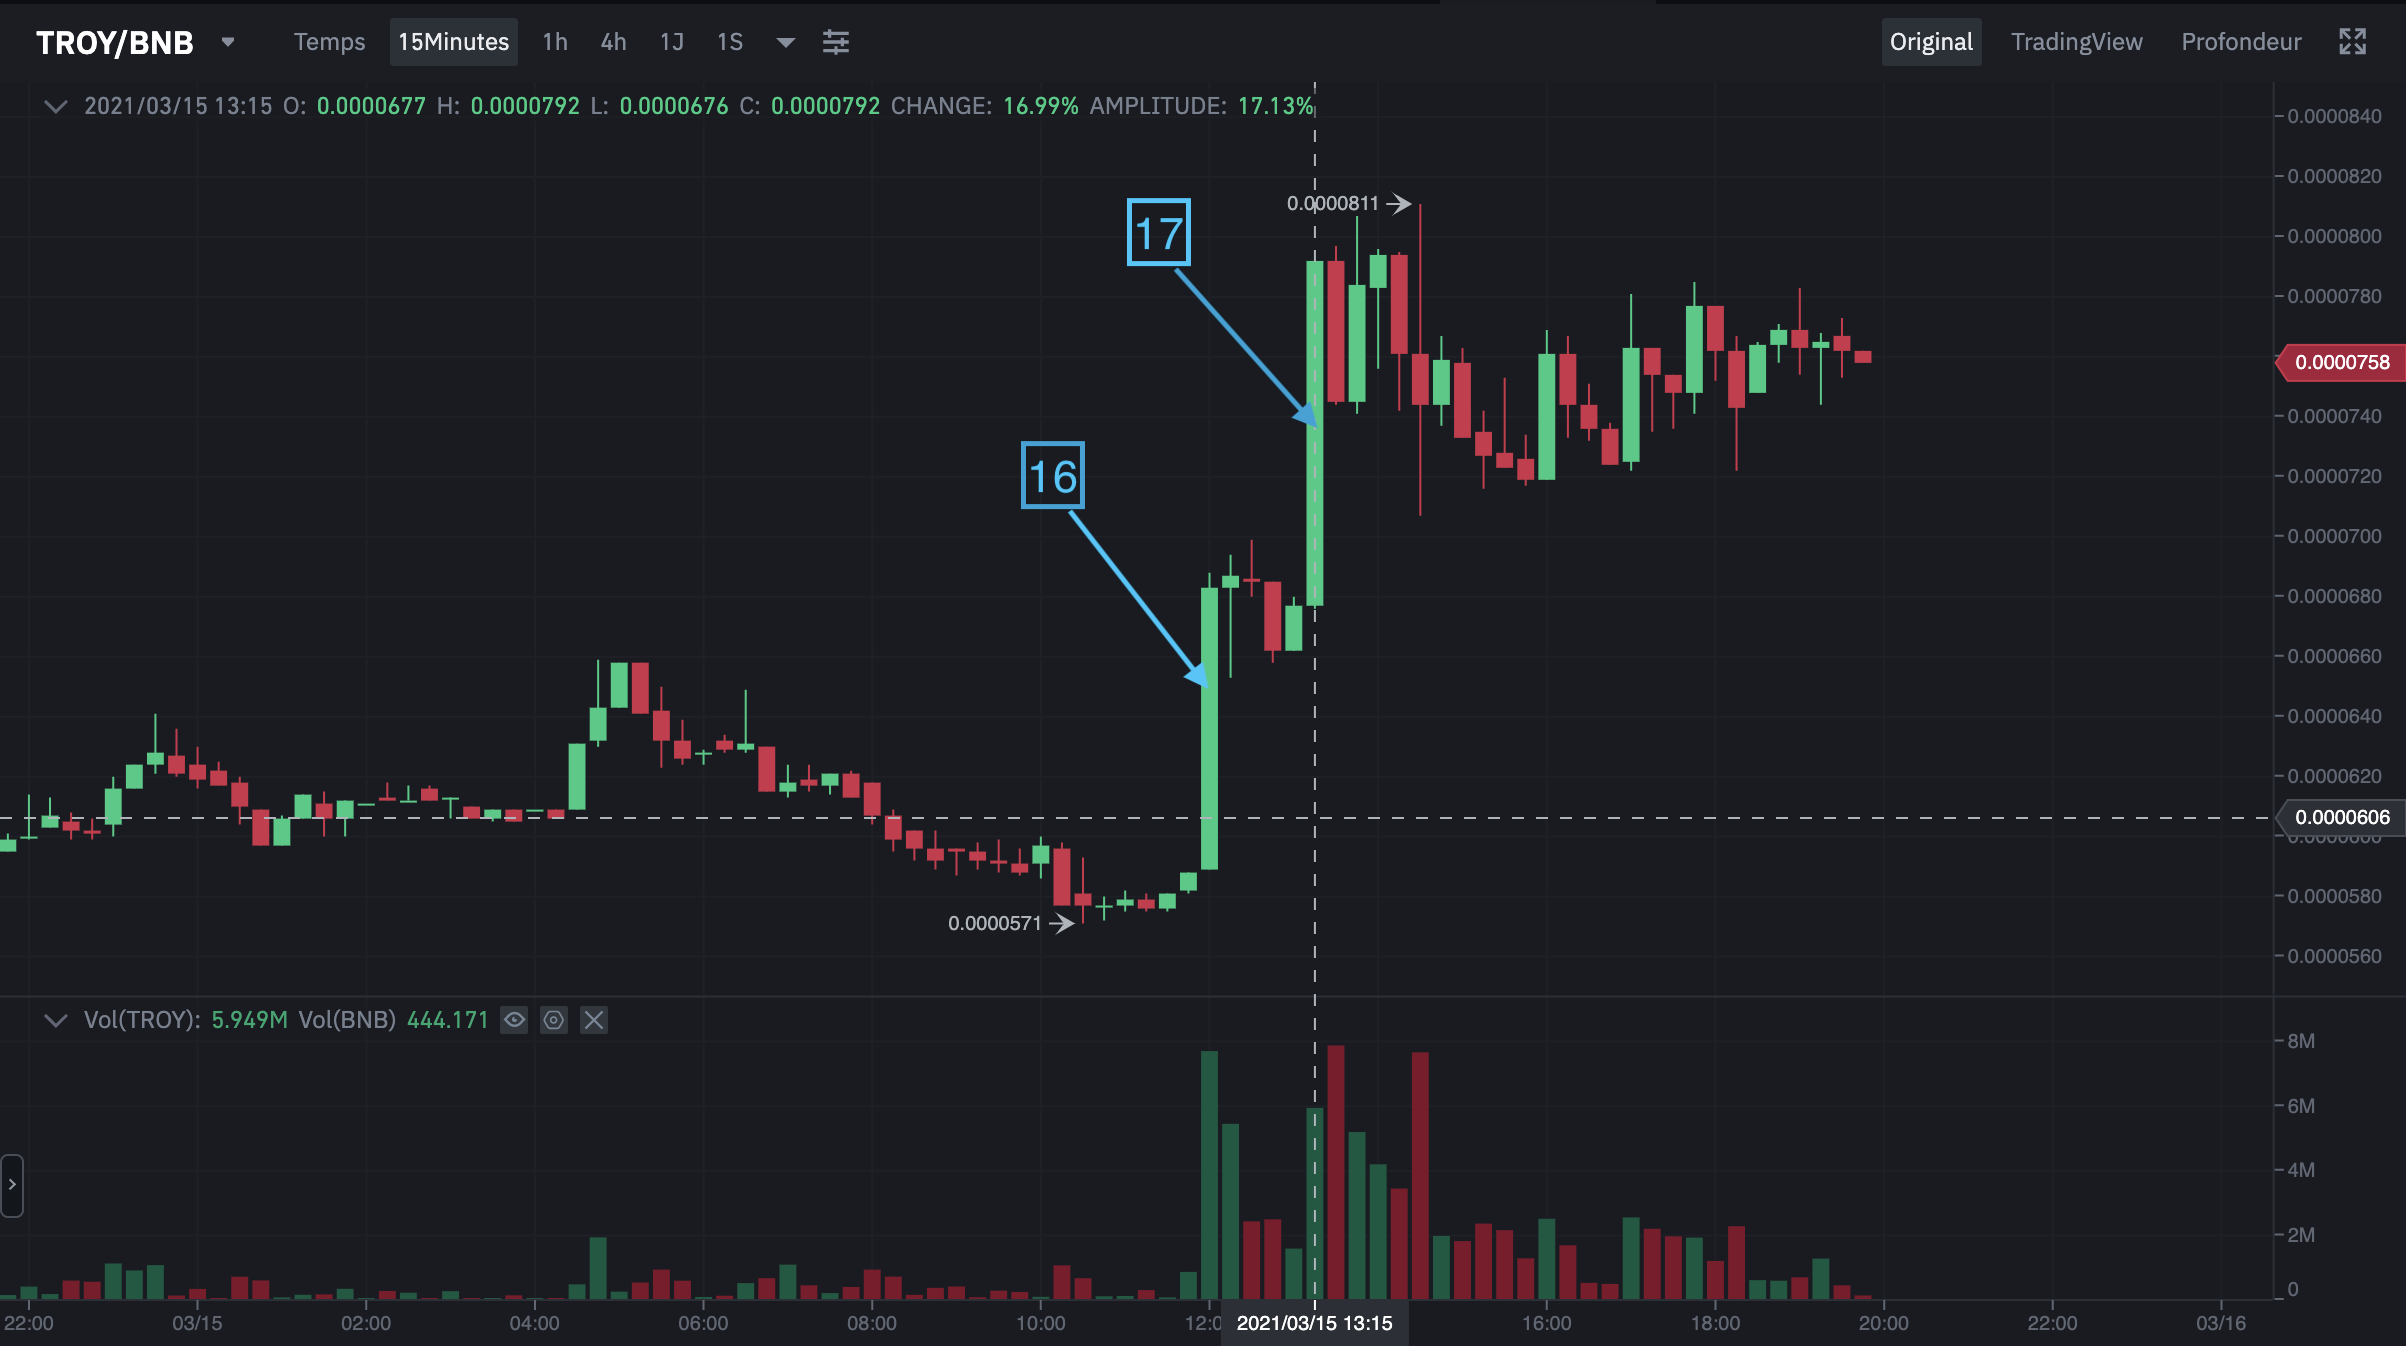 TROY/BNB Temps 15Minutes 1h 4h 1J 1S Original TradingView Profondeur
2021/03/15 13:15 O: 0.0000677 H: 0.0000792 L: 0.0000676 C: 0.0000792 CHANGE: 16.99% AMPLITUDE: 17.13%
0.0000840
0.0000820
0.0000811
17
0.0000800
0.0000780
0.0000758
0.0000740
16
0.0000720
0.0000700
0.0000680
0.0000660
0.0000640
0.0000620
0.0000606
0.0000600
0.0000580
0.0000571
0.0000560
Vol(TROY): 5.949M Vol(BNB) 444.171
8M
6M
4M
2M
0
22:00 03/15 02:00 04:00 06:00 08:00 10:00 12:0 2021/03/15 13:15 16:00 18:00 20:00 22:00 03/16